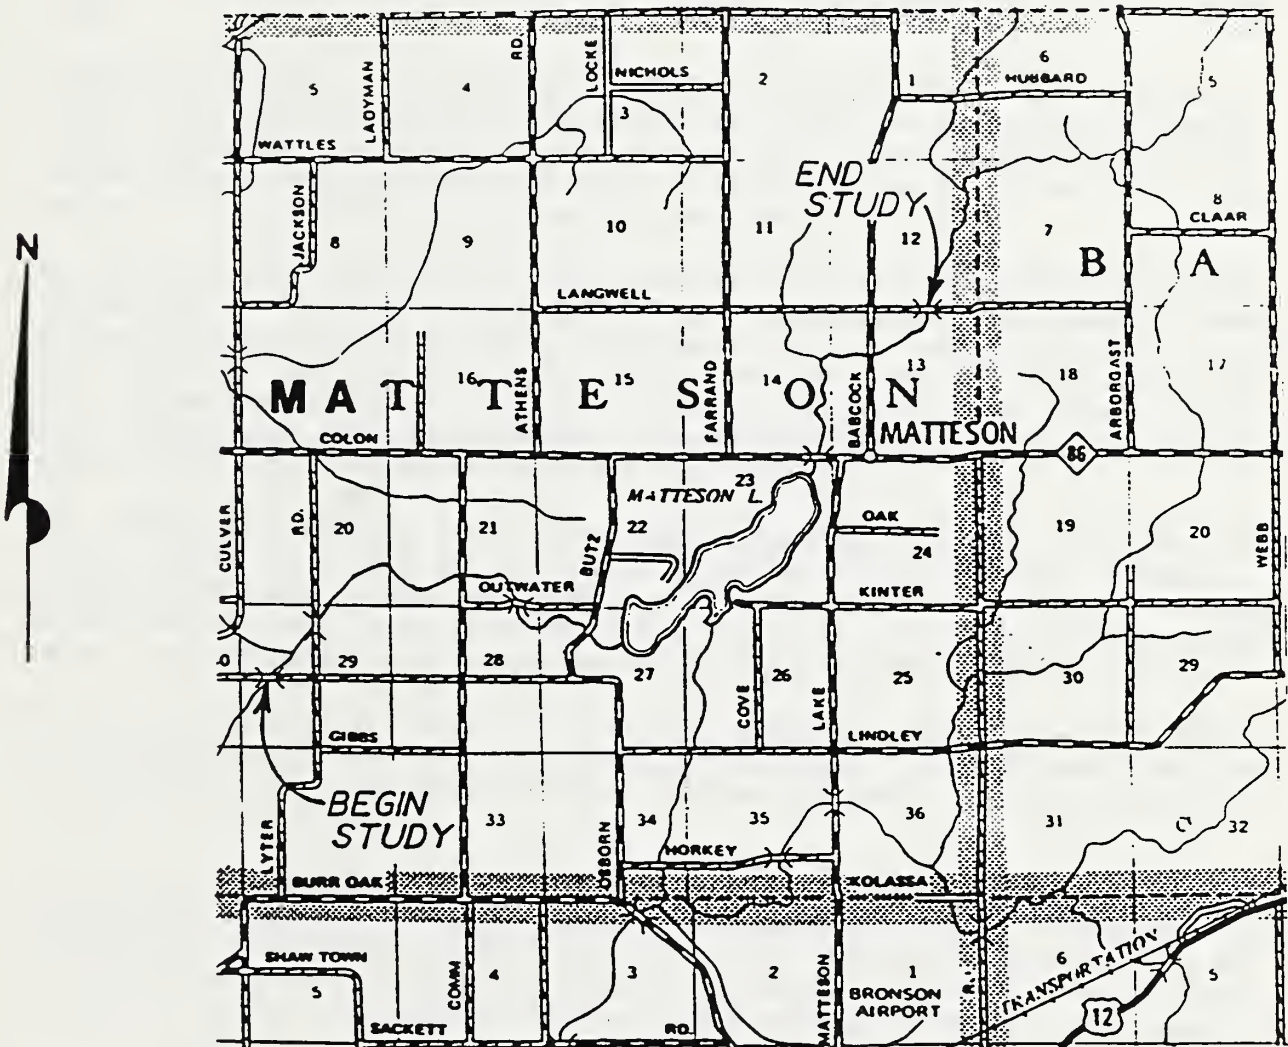 RD.
LOCKE
NICHOLS
2
1
6
HUBBARD
5
LADYMAN
4
5
3
WATTLES
END
STUDY
JACKSON
8
9
10
11
12
7
8
CLAAR
B A
N
LANGWELL
MATTESON
16
15
14
13
18
17
ATHENS
FARRAND
BABCOCK
ARBORGAST
COLON
MATTESON
86
CULVER
RD.
20
21
22
23
MATTESON L.
OAK
24
19
20
WEBB
BUTZ
OUTWATER
KINTER
29
28
27
26
25
30
29
COVE
LAKE
GIBBS
LINDLEY
BEGIN
STUDY
33
34
35
36
31
32
LYTER
OSBORN
HORKEY
BURR OAK
KOLASSA
SHAW TOWN
5
COMM
4
3
2
MATTESON
1
BRONSON
AIRPORT
R.
6
TRANSPORTATION
5
12
SACKETT
RD.